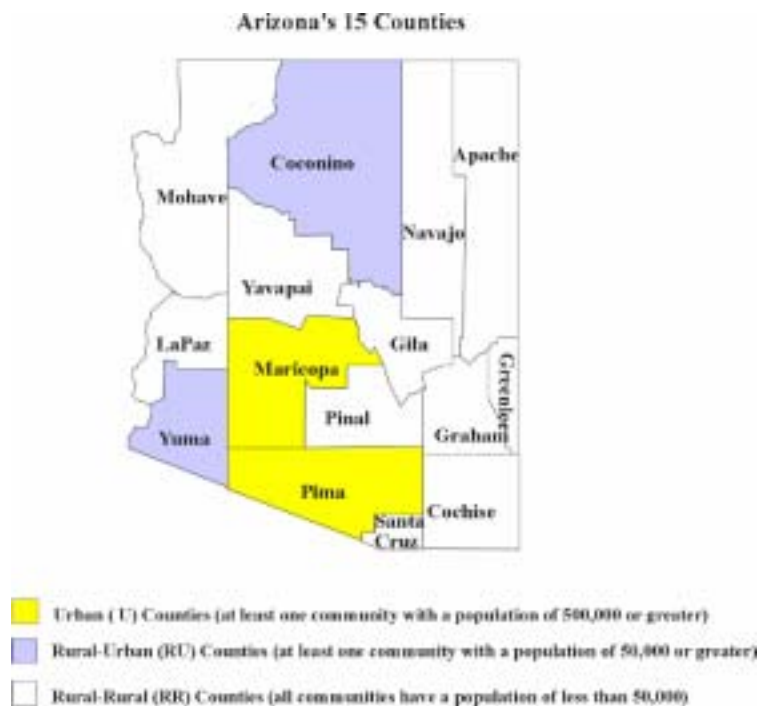 Arizona's 15 Counties
Coconino
Apache
Mohave
Navajo
Yavapai
LaPaz
Gila
Maricopa
Greenlee
Pinal
Yuma
Graham
Pima
Santa
Cruz
Cochise
Urban ( U ) Counties (at least one community with a population of 500,000 or greater)
Rural-Urban (RU) Counties (at least one community with a population of 50,000 or greater)
Rural-Rural (RR) Counties (all communities have a population of less than 50,000)